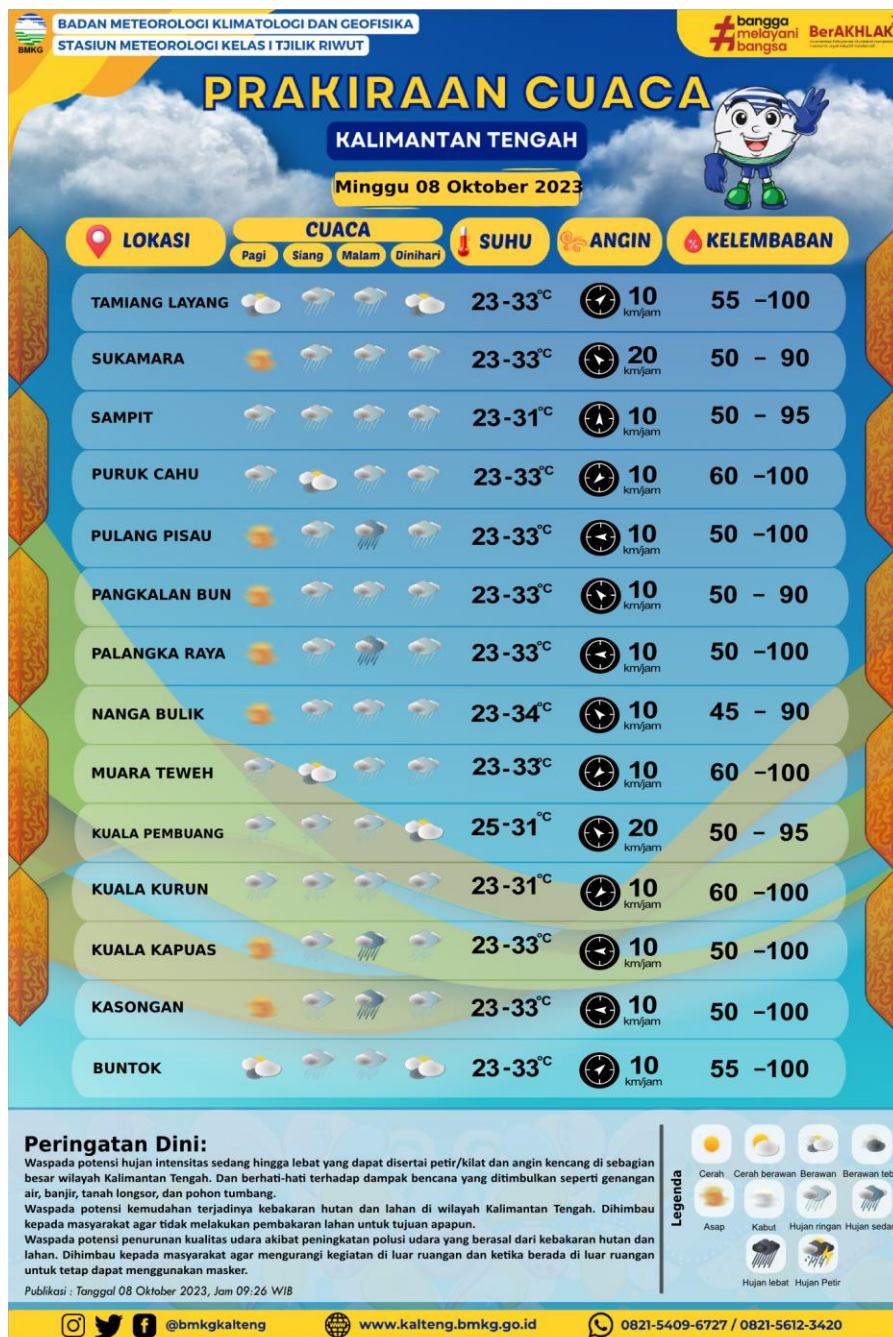 BADAN METEOROLOGI KLIMATOLOGI DAN GEOFISIKA
STASIUN METEOROLOGI KELAS I TJILIK RIWUT
BMKG
#bangga melayani bangsa
BerAKHLAK
PRAKIRAAN CUACA
KALIMANTAN TENGAH
Minggu 08 Oktober 2023
LOKASI CUACA SUHU ANGIN KELEMBABAN
Pagi Siang Malam Dinihari
TAMIANG LAYANG 23-33°C 10 km/jam 55 –100
SUKAMARA 23-33°C 20 km/jam 50 – 90
SAMPIT 23-31°C 10 km/jam 50 – 95
PURUK CAHU 23-33°C 10 km/jam 60 –100
PULANG PISAU 23-33°C 10 km/jam 50 –100
PANGKALAN BUN 23-33°C 10 km/jam 50 – 90
PALANGKA RAYA 23-33°C 10 km/jam 50 –100
NANGA BULIK 23-34°C 10 km/jam 45 – 90
MUARA TEWEH 23-33°C 10 km/jam 60 –100
KUALA PEMBUANG 25-31°C 20 km/jam 50 – 95
KUALA KURUN 23-31°C 10 km/jam 60 –100
KUALA KAPUAS 23-33°C 10 km/jam 50 –100
KASONGAN 23-33°C 10 km/jam 50 –100
BUNTOK 23-33°C 10 km/jam 55 –100
Peringatan Dini:
Waspada potensi hujan intensitas sedang hingga lebat yang dapat disertai petir/kilat dan angin kencang di sebagian
besar wilayah Kalimantan Tengah. Dan berhati-hati terhadap dampak bencana yang ditimbulkan seperti genangan
air, banjir, tanah longsor, dan pohon tumbang.
Waspada potensi kemudahan terjadinya kebakaran hutan dan lahan di wilayah Kalimantan Tengah. Dihimbau
kepada masyarakat agar tidak melakukan pembakaran lahan untuk tujuan apapun.
Waspada potensi penurunan kualitas udara akibat peningkatan polusi udara yang berasal dari kebakaran hutan dan
lahan. Dihimbau kepada masyarakat agar mengurangi kegiatan di luar ruangan dan ketika berada di luar ruangan
untuk tetap dapat menggunakan masker.
Publikasi : Tanggal 08 Oktober 2023, Jam 09:26 WIB
Legenda
Cerah Cerah berawan Berawan Berawan teb
Asap Kabut Hujan ringan Hujan sedan
Hujan lebat Hujan Petir
@bmkgkalteng www.kalteng.bmkg.go.id 0821-5409-6727 / 0821-5612-3420